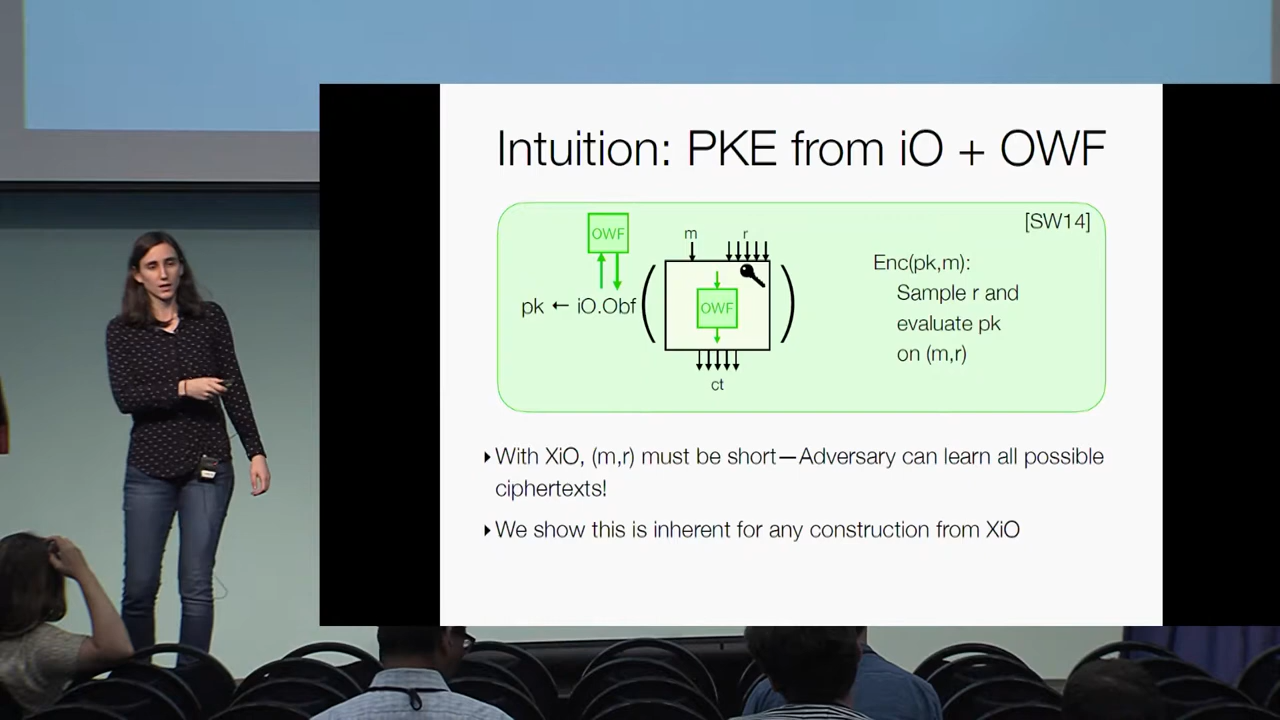 Intuition: PKE from iO + OWF
[SW14]
OWF
m
r
Enc(pk,m):
Sample r and
pk ← iO.Obf
OWF
evaluate pk
on (m,r)
ct
With XiO, (m,r) must be short—Adversary can learn all possible
ciphertexts!
We show this is inherent for any construction from XiO